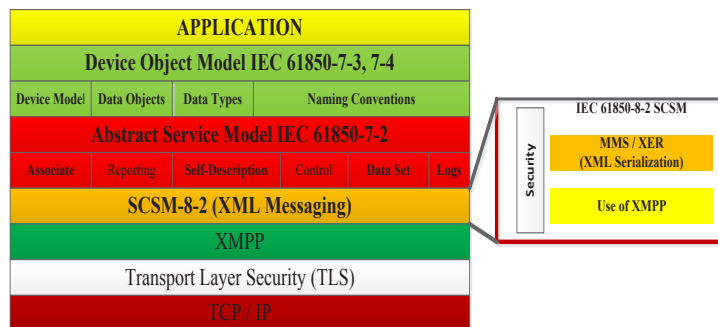 APPLICATION
Device Object Model IEC 61850-7-3, 7-4
Device Model Data Objects Data Types Naming Conventions
Abstract Service Model IEC 61850-7-2
Associate Reporting Self-Description Control Data Set Logs
SCSM-8-2 (XML Messaging)
XMPP
Transport Layer Security (TLS)
TCP / IP
IEC 61850-8-2 SCSM
Security
MMS / XER
(XML Serialization)
Use of XMPP